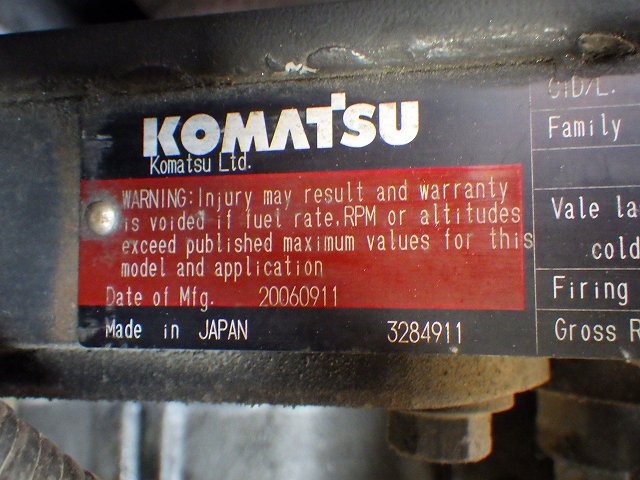 KOMATSU
Komatsu Ltd.
WARNING:Injury may result and warranty
is voided if fuel rate,RPM or altitudes
exceed published maximum values for this
model and application
Date of Mfg. 20060911
Made in JAPAN 3284911
Family
Vale la
cold
Firing
Gross R